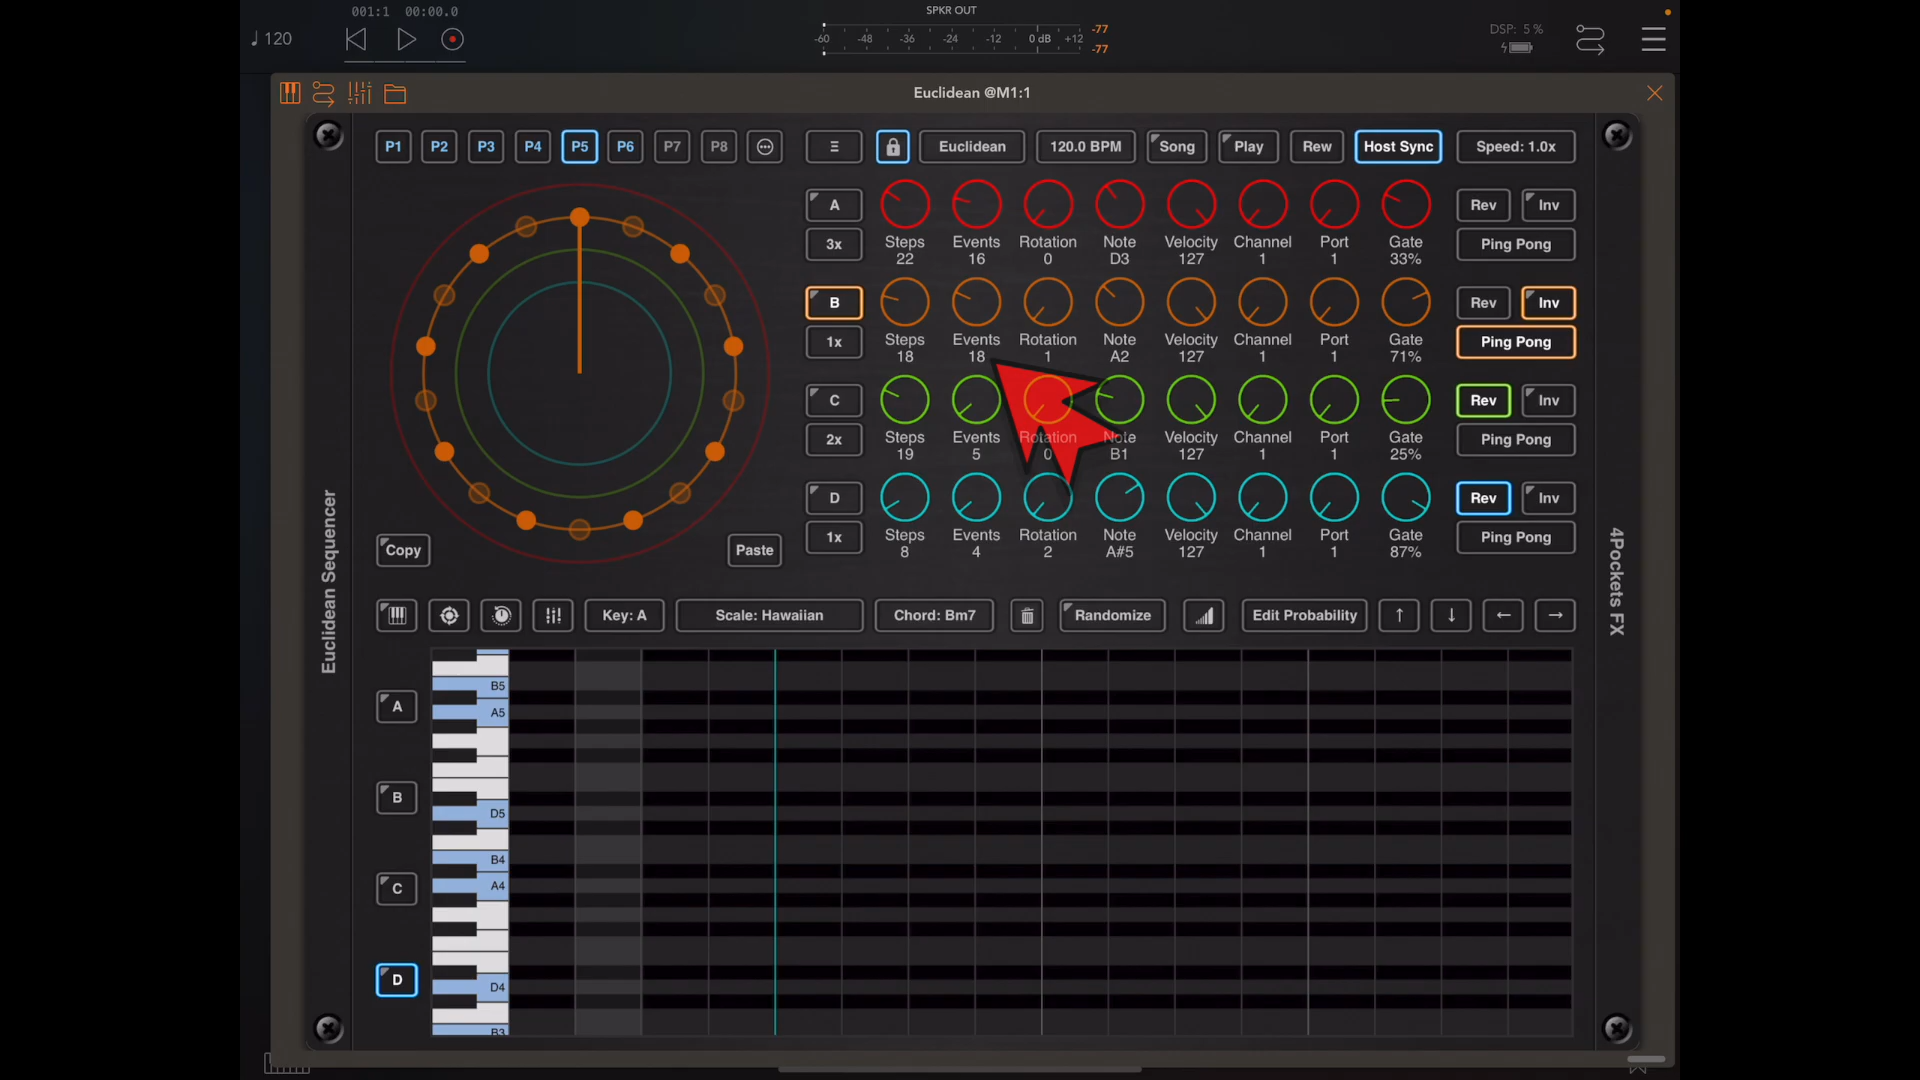 001:1 00:00.0
SPKR OUT
♩ 120
-60 -48 -36 -24 -12 0 dB +12
-77
-77
DSP: 5 %
Euclidean @M1:1
P1 P2 P3 P4 P5 P6 P7 P8
Euclidean 120.0 BPM Song Play Rew Host Sync Speed: 1.0x
A
3x
Steps Events Rotation Note Velocity Channel Port Gate
22 16 0 D3 127 1 1 33%
Rev Inv
Ping Pong
B
1x
Steps Events Rotation Note Velocity Channel Port Gate
18 18 1 A2 127 1 1 71%
Rev Inv
Ping Pong
C
2x
Steps Events Rotation Note Velocity Channel Port Gate
19 5 0 B1 127 1 1 25%
Rev Inv
Ping Pong
D
1x
Steps Events Rotation Note Velocity Channel Port Gate
8 4 2 A#5 127 1 1 87%
Rev Inv
Ping Pong
Copy
Paste
Euclidean Sequencer
4Pockets FX
Key: A Scale: Hawaiian Chord: Bm7 Randomize Edit Probability ↑ ↓ ← →
A
B
C
D
B5
A5
D5
B4
A4
D4
B3